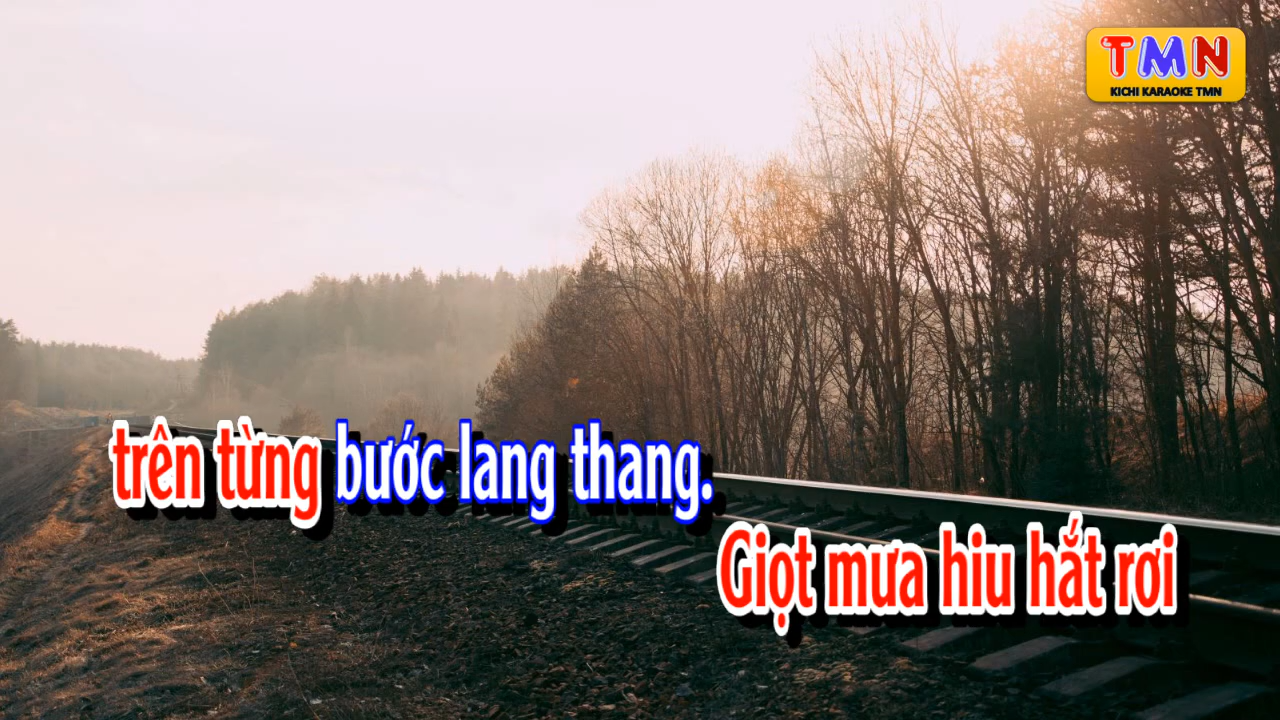 TMN
KICHI KARAOKE TMN
trên từng bước lang thang.
Giọt mưa hiu hắt rơi